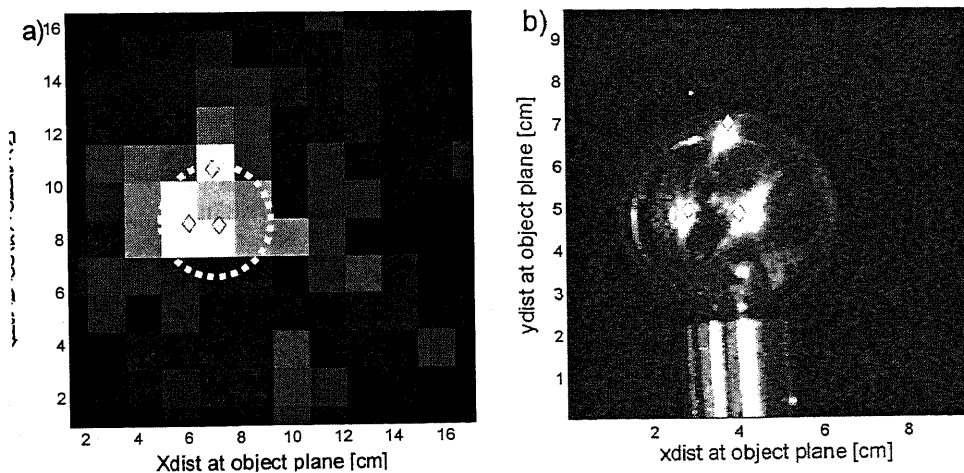 a)
16
14
12
10
8
6
4
2
2 4 6 8 10 12 14 16
Xdist at object plane [cm]
b)
ydist at object plane [cm]
9
8
7
6
5
4
3
2
1
2 4 6 8
xdist at object plane [cm]